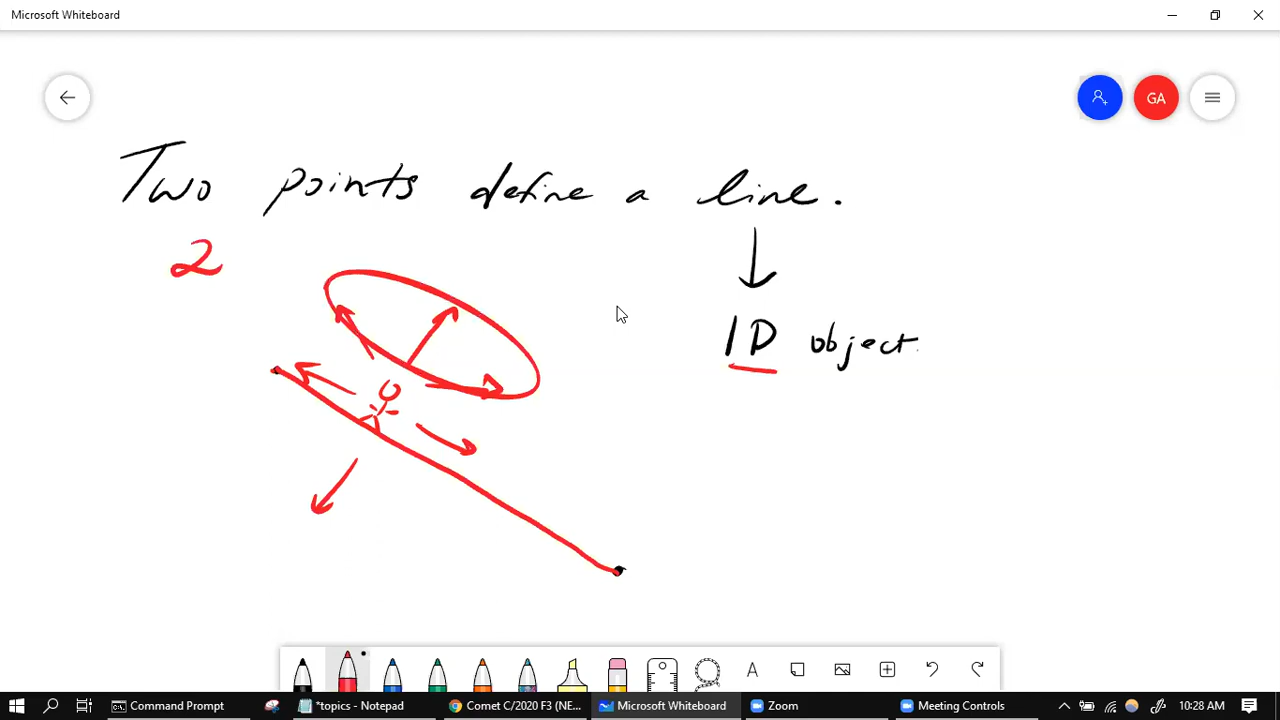 Microsoft Whiteboard
GA
Two points define a line.
2
1D object.
A
Command Prompt
*topics - Notepad
Comet C/2020 F3 (NE...
Microsoft Whiteboard
Zoom
Meeting Controls
10:28 AM